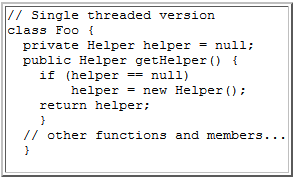 // Single threaded version
class Foo {
  private Helper helper = null;
  public Helper getHelper() {
    if (helper == null)
        helper = new Helper();
    return helper;
    }
  // other functions and members...
  }